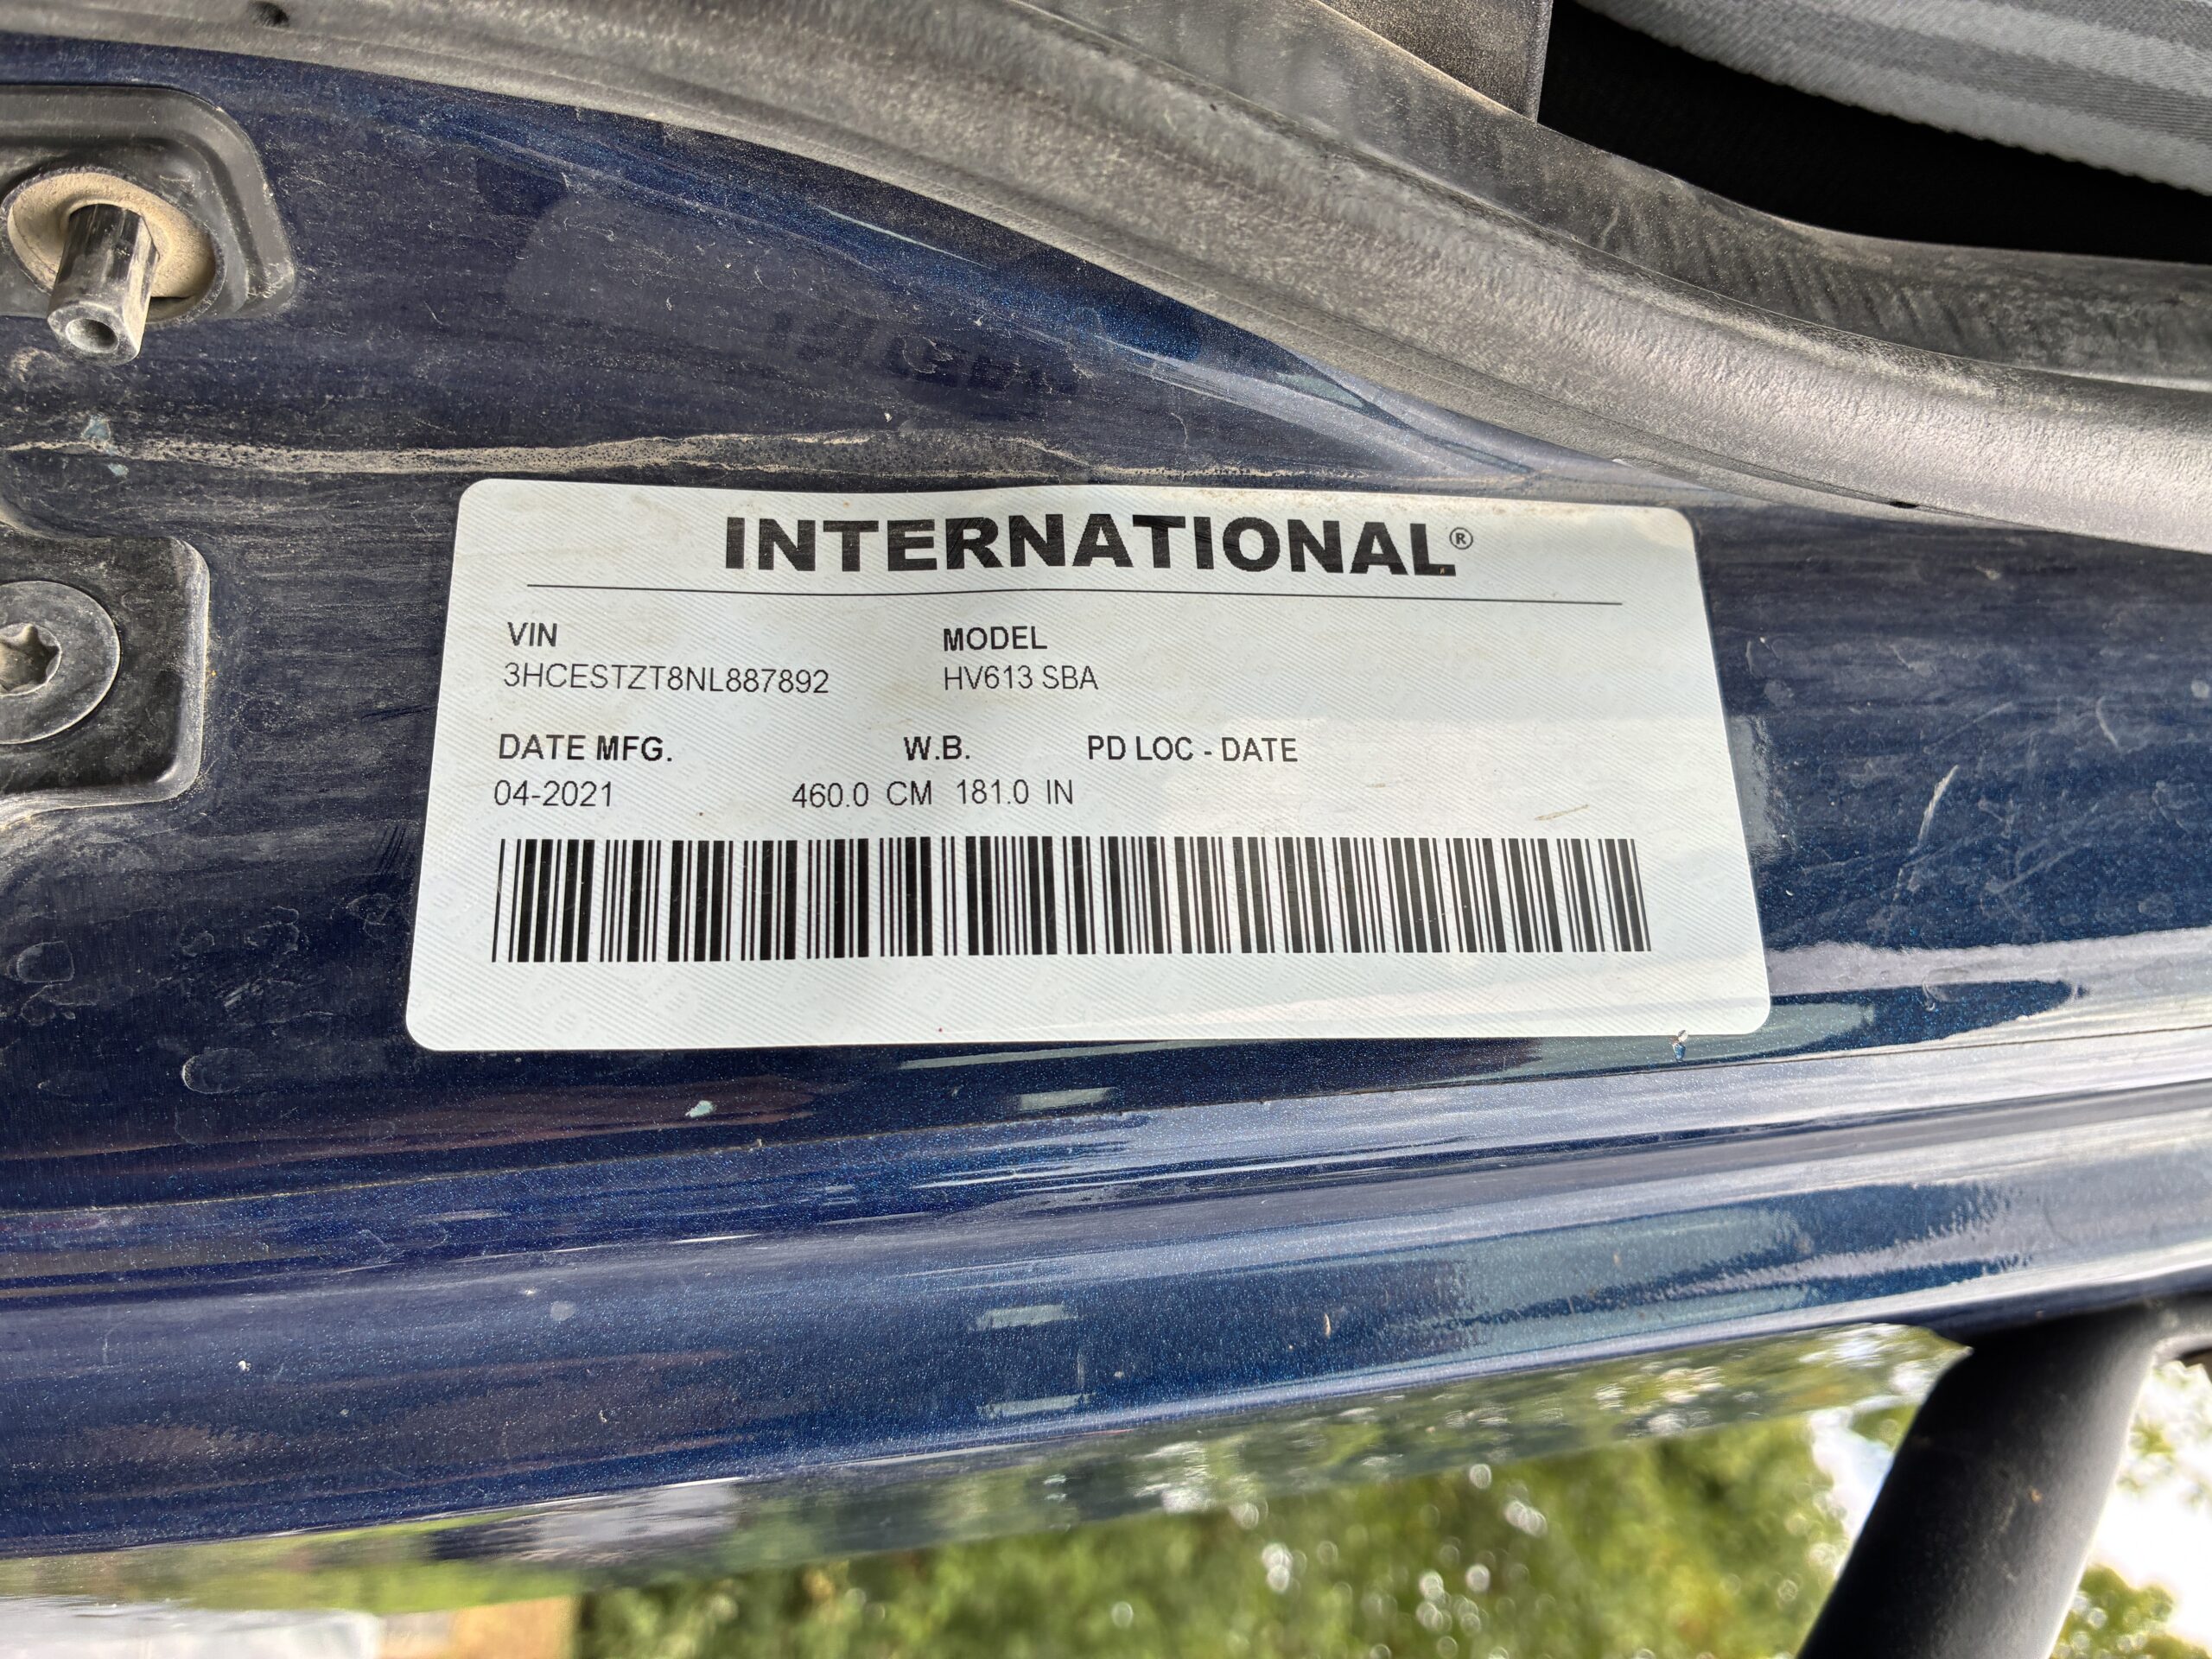 INTERNATIONAL®
VIN MODEL
3HCESTZT8NL887892 HV613 SBA
DATE MFG. W.B. PD LOC - DATE
04-2021 460.0 CM 181.0 IN